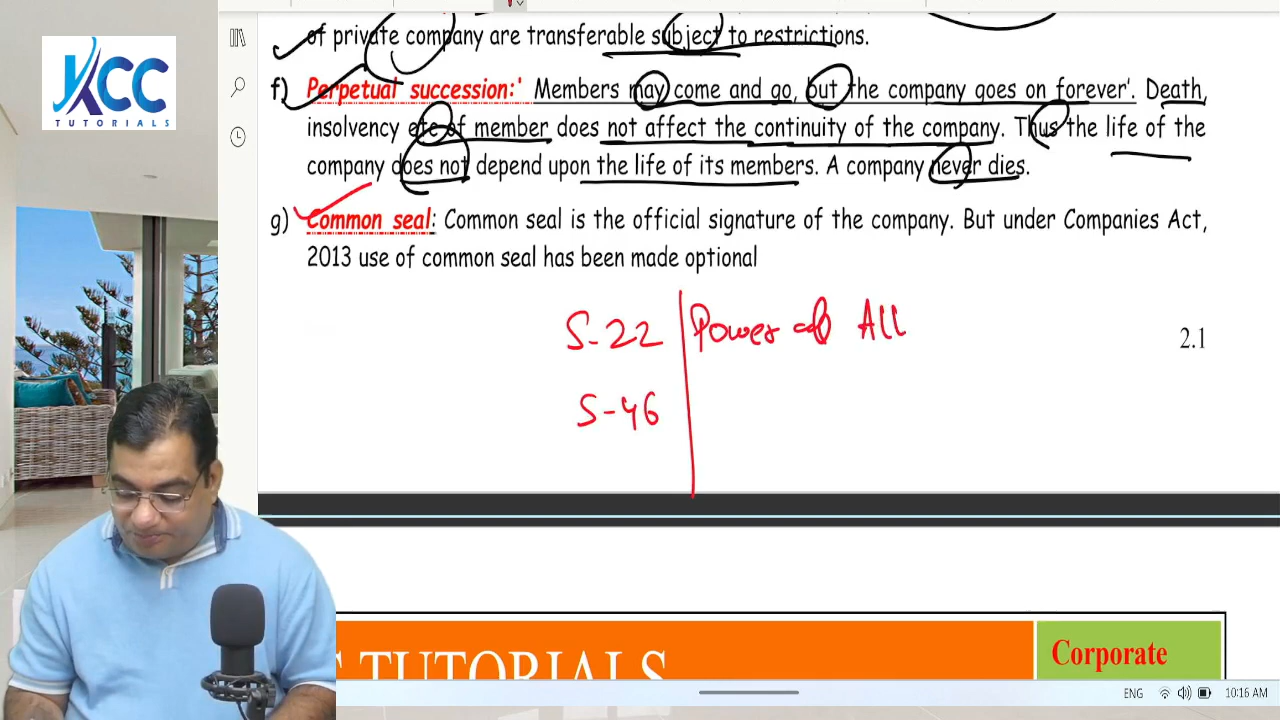 of private company are transferable subject to restrictions.
JKCC
TUTORIALS
f) Perpetual succession:' Members may come and go, but the company goes on forever'. Death,
insolvency etc of member does not affect the continuity of the company. Thus the life of the
company does not depend upon the life of its members. A company never dies.
g) Common seal: Common seal is the official signature of the company. But under Companies Act,
2013 use of common seal has been made optional
S-22 Power of
S-46
2.1
TUTORIALS
Corporate
ENG 10:16 AM